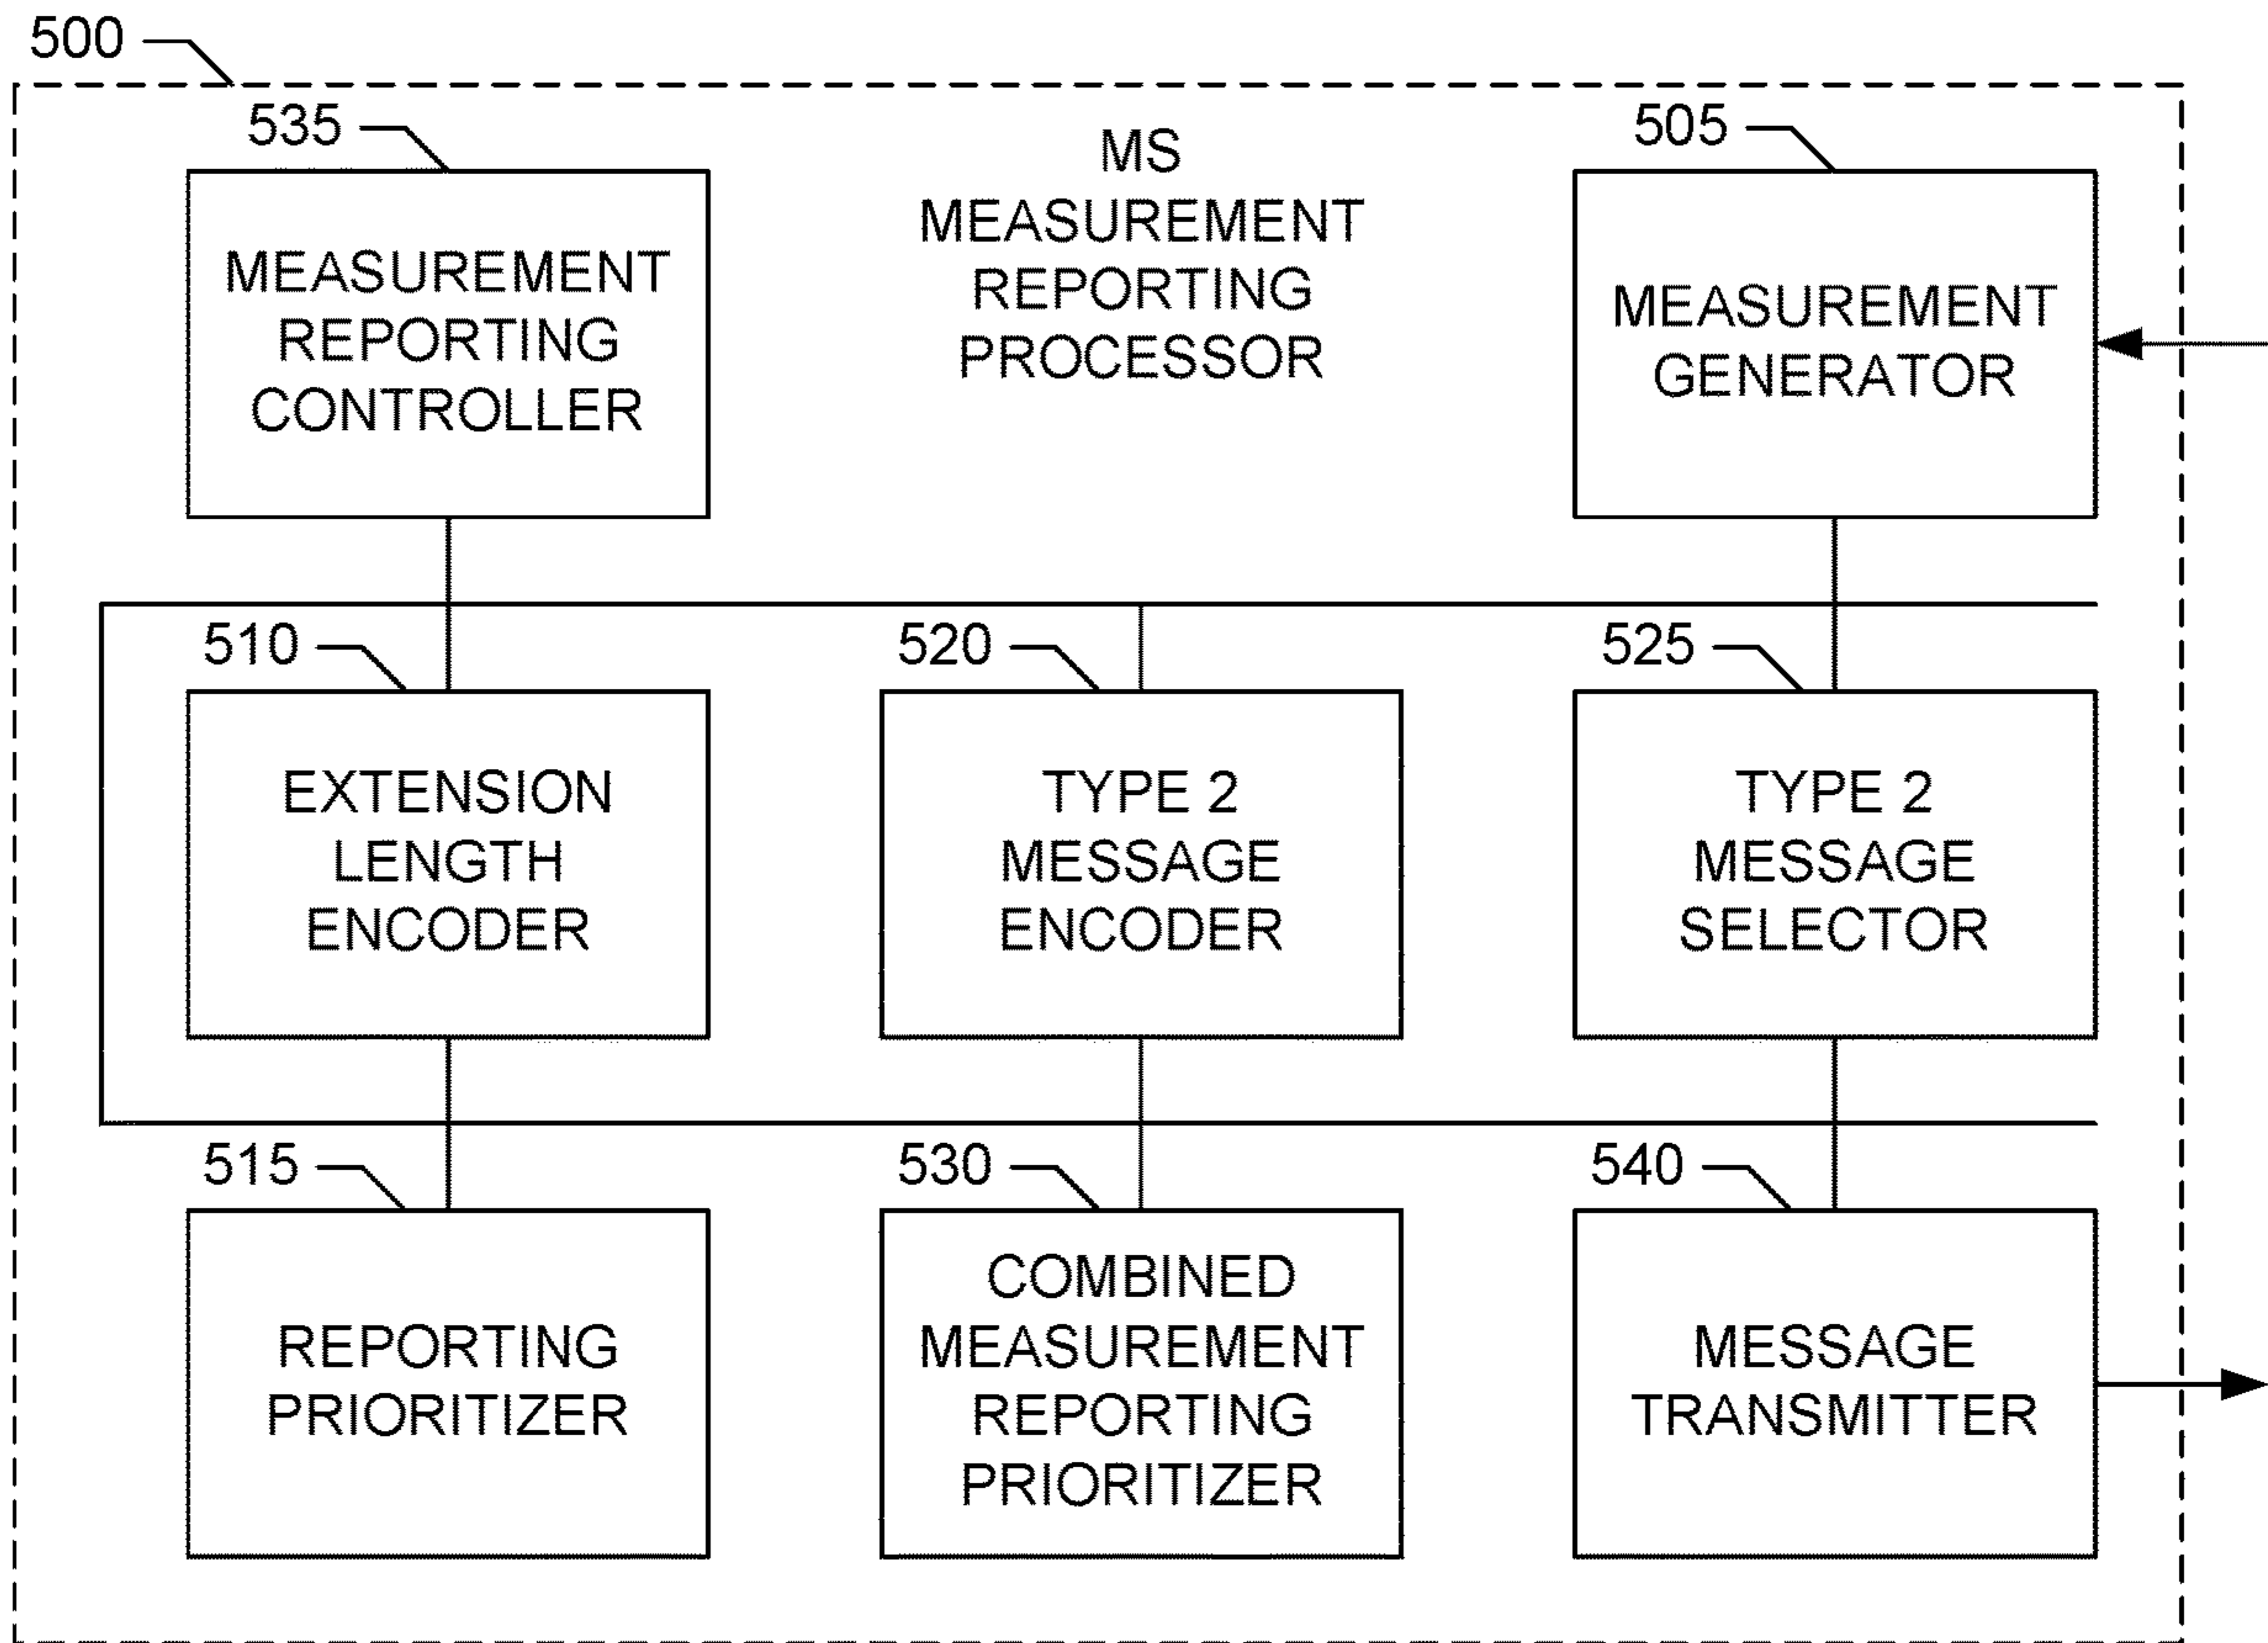 500
535
MEASUREMENT
REPORTING
CONTROLLER
MS
MEASUREMENT
REPORTING
PROCESSOR
505
MEASUREMENT
GENERATOR
510
EXTENSION
LENGTH
ENCODER
520
TYPE 2
MESSAGE
ENCODER
525
TYPE 2
MESSAGE
SELECTOR
515
REPORTING
PRIORITIZER
530
COMBINED
MEASUREMENT
REPORTING
PRIORITIZER
540
MESSAGE
TRANSMITTER